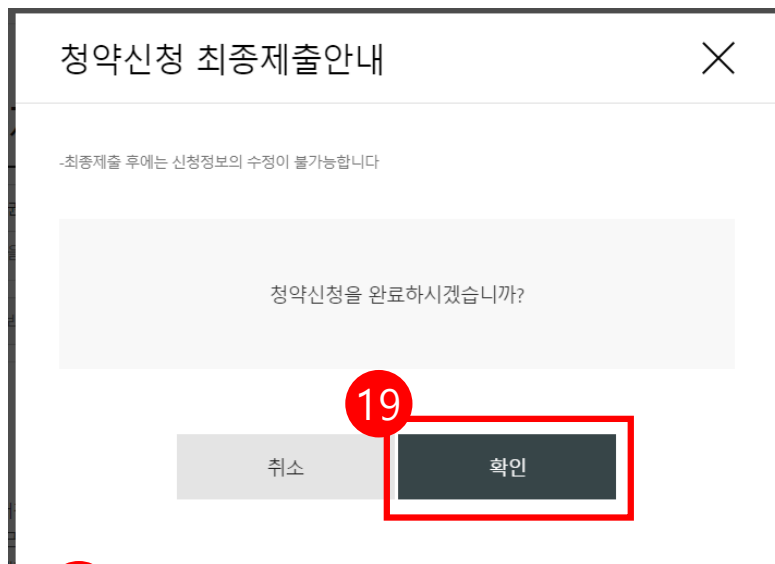 청약신청 최종제출안내
-최종제출 후에는 신청정보의 수정이 불가능합니다
청약신청을 완료하시겠습니까?
19
취소
확인